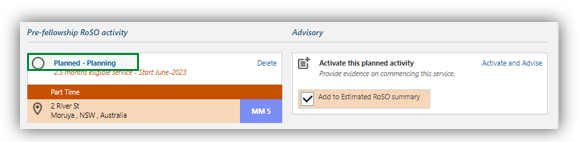 Pre-fellowship RoSO activity
Planned - Planning
Delete
2.5 months eligible service - Start June-2023
Part Time
2 River St
Moruya , NSW , Australia
MM 5
Advisory
Activate this planned activity
Activate and Advise
Provide evidence on commencing this service.
Add to Estimated RoSO summary